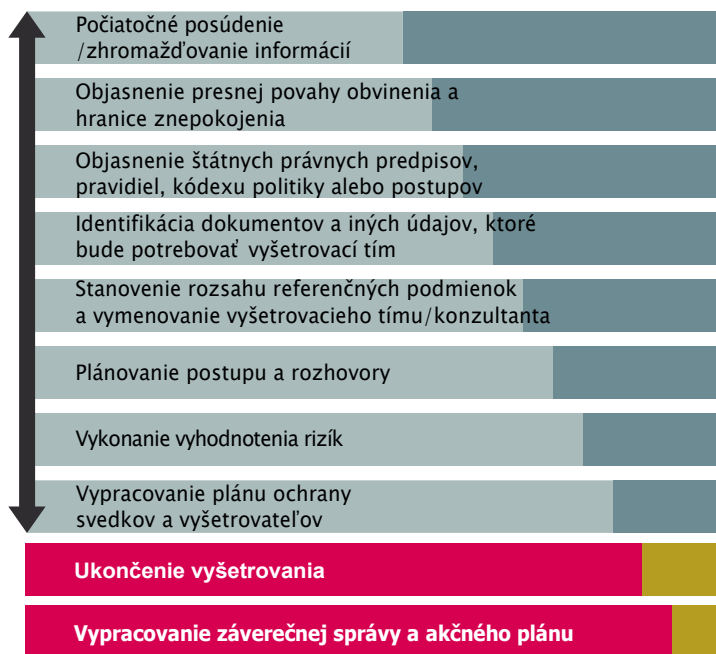 Počiatočné posúdenie
/zhromažďovanie informácií
Objasnenie presnej povahy obvinenia a
hranice znepokojenia
Objasnenie štátnych právnych predpisov,
pravidiel, kódexu politiky alebo postupov
Identifikácia dokumentov a iných údajov, ktoré
bude potrebovať vyšetrovací tím
Stanovenie rozsahu referenčných podmienok
a vymenovanie vyšetrovacieho tímu/konzultanta
Plánovanie postupu a rozhovory
Vykonanie vyhodnotenia rizík
Vypracovanie plánu ochrany
svedkov a vyšetrovateľov
Ukončenie vyšetrovania
Vypracovanie záverečnej správy a akčného plánu